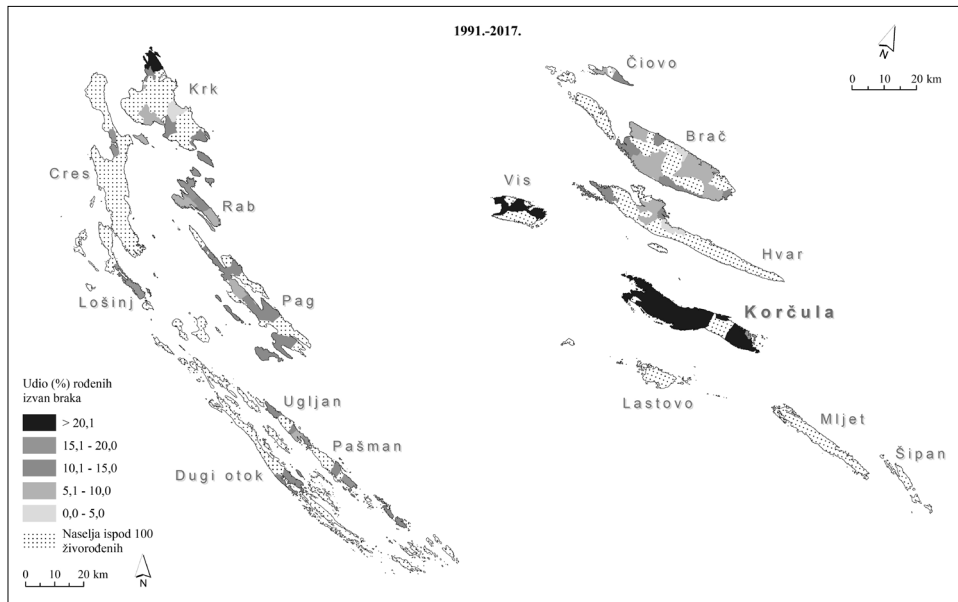 1991.-2017.
N
0 10 20 km
Krk
Cres
Rab
Lošinj
Pag
Ugljan
Pašman
Dugi otok
Čiovo
Brač
Vis
Hvar
Korčula
Lastovo
Mljet
Šipan
Udio (%) rođenih
izvan braka
> 20,1
15,1 - 20,0
10,1 - 15,0
5,1 - 10,0
0,0 - 5,0
Naselja ispod 100
živorođenih
0 10 20 km
N